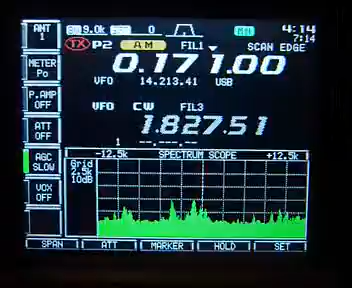 ANT 1 9.0k 0 MN 4:14
7:14
TX P2 AM FIL1 SCAN EDGE
METER Po 0.171.00
VFO 14.213.41 USB
P.AMP OFF
VFO CW FIL3
ATT OFF 1.827.51
1 --.---.--
AGC SLOW -12.5k SPECTRUM SCOPE +12.5k
Grid
2.5k
10dB
VOX OFF
SPAN ATT MARKER HOLD SET